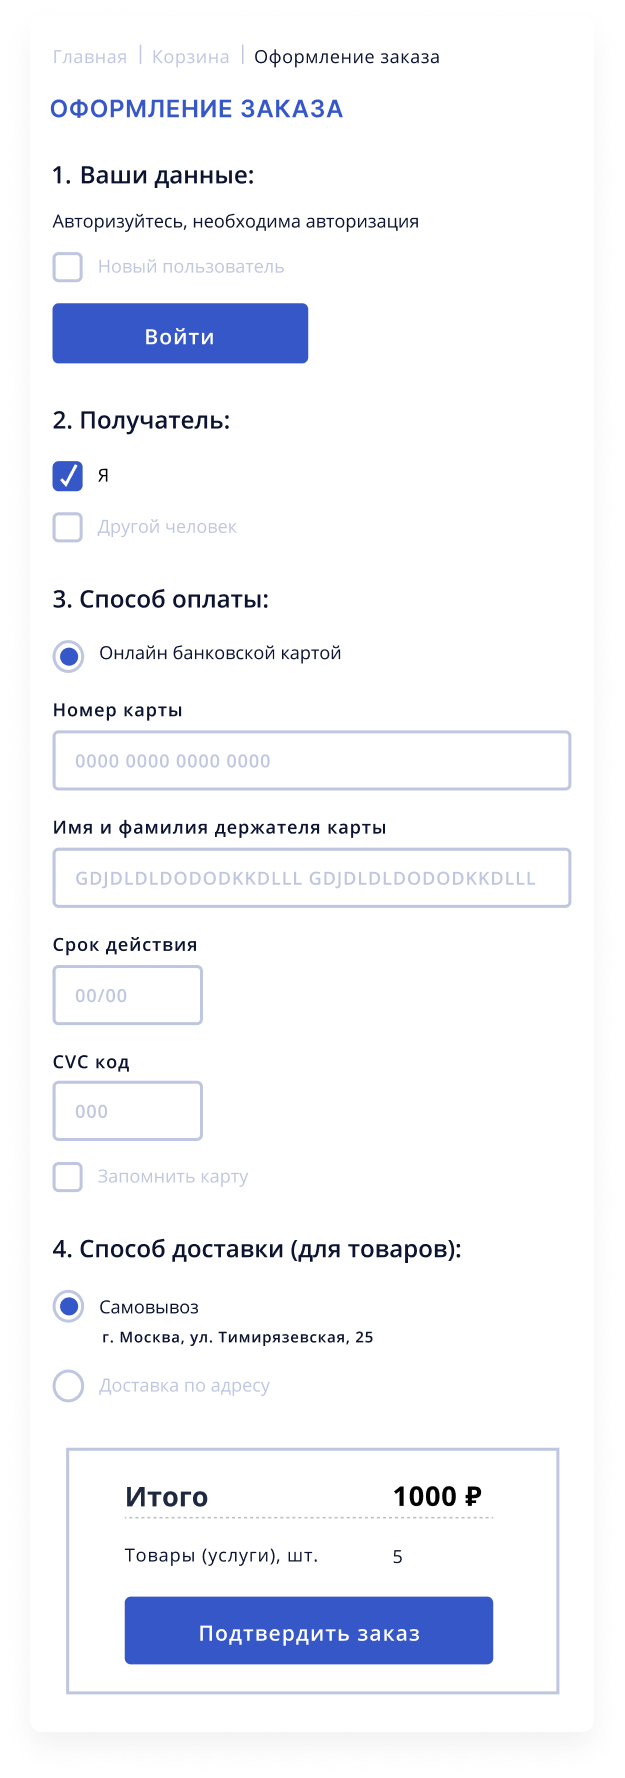 Главная | Корзина | Оформление заказа
ОФОРМЛЕНИЕ ЗАКАЗА
1. Ваши данные:
Авторизуйтесь, необходима авторизация
Новый пользователь
Войти
2. Получатель:
Я
Другой человек
3. Способ оплаты:
Онлайн банковской картой
Номер карты
0000 0000 0000 0000
Имя и фамилия держателя карты
GDJDLDLDODODKKDLLL GDJDLDLDODODKKDLLL
Срок действия
00/00
CVC код
000
Запомнить карту
4. Способ доставки (для товаров):
Самовывоз
г. Москва, ул. Тимирязевская, 25
Доставка по адресу
Итого 1000 ₽
Товары (услуги), шт. 5
Подтвердить заказ